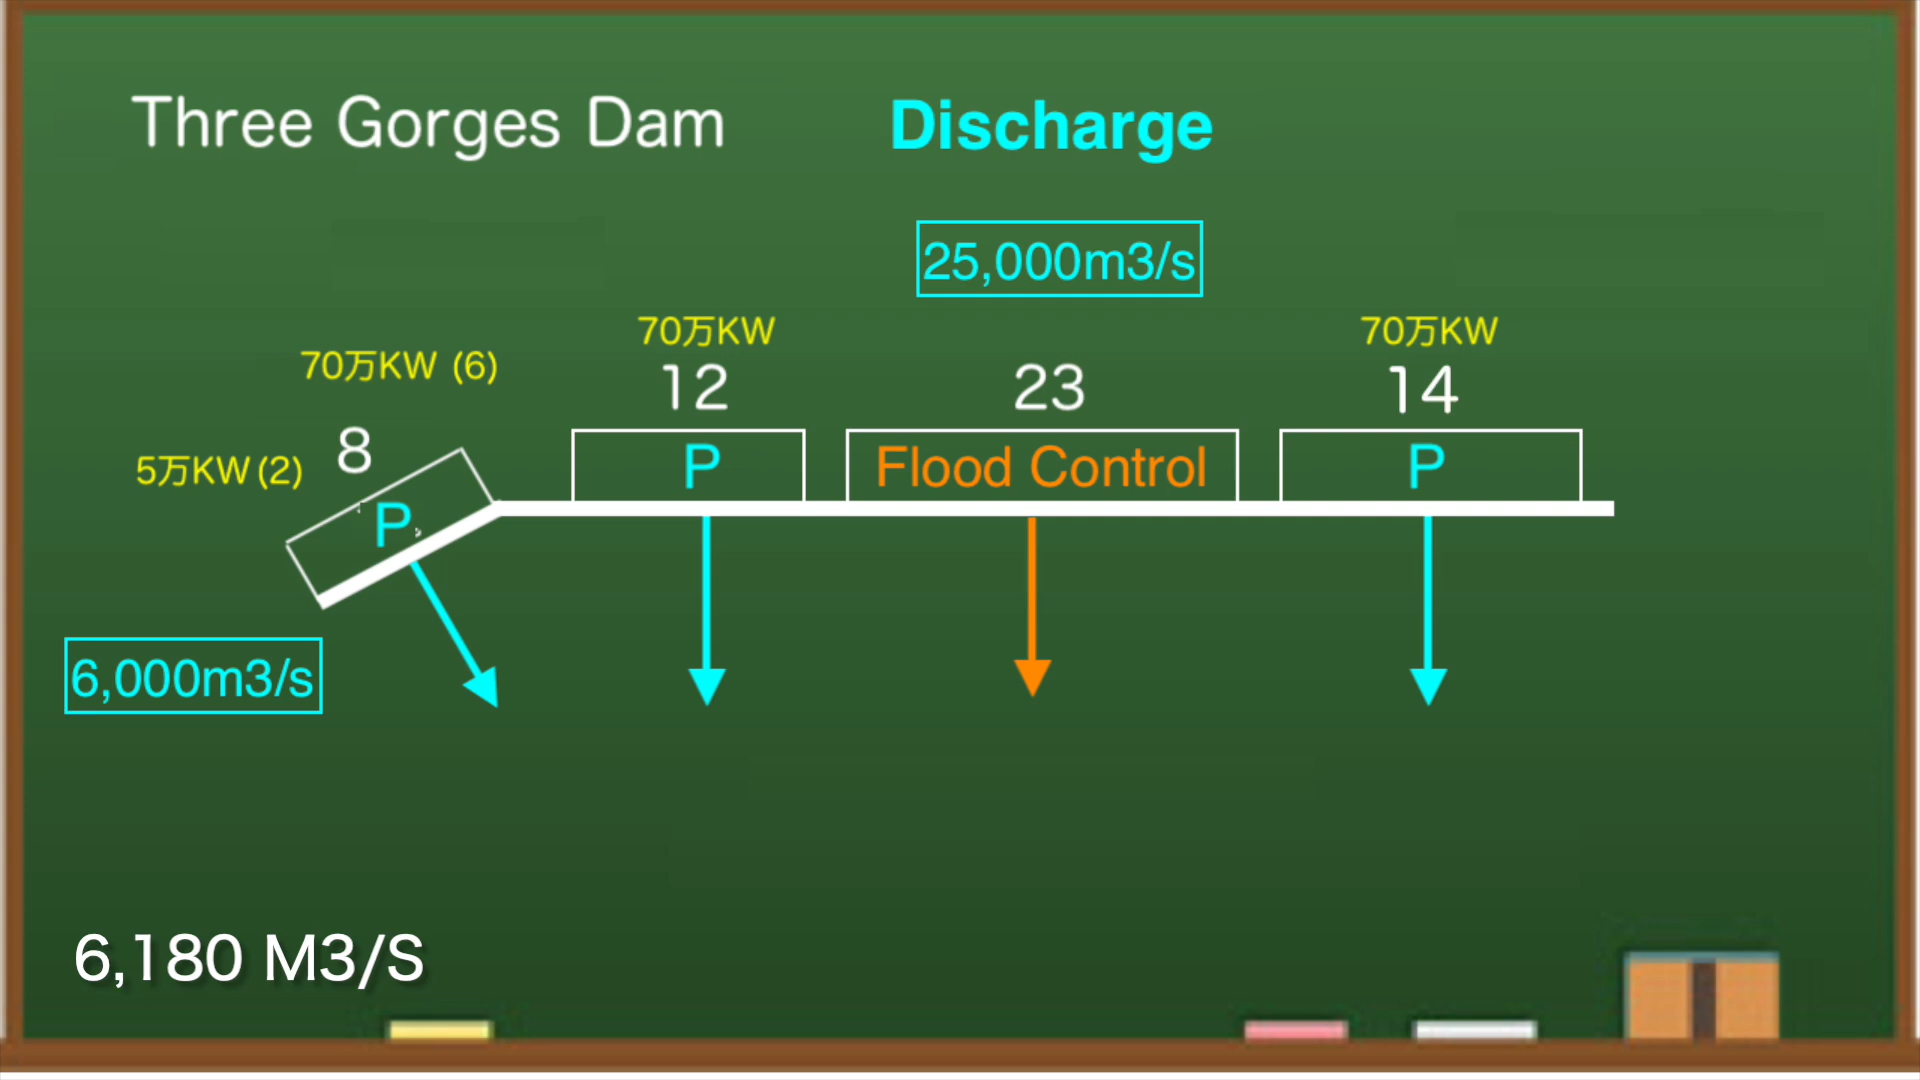 Three Gorges Dam
Discharge
25,000m3/s
70万KW (6)
70万KW
70万KW
12
23
14
5万KW (2)
8
P
P
Flood Control
P
6,000m3/s
6,180 M3/S